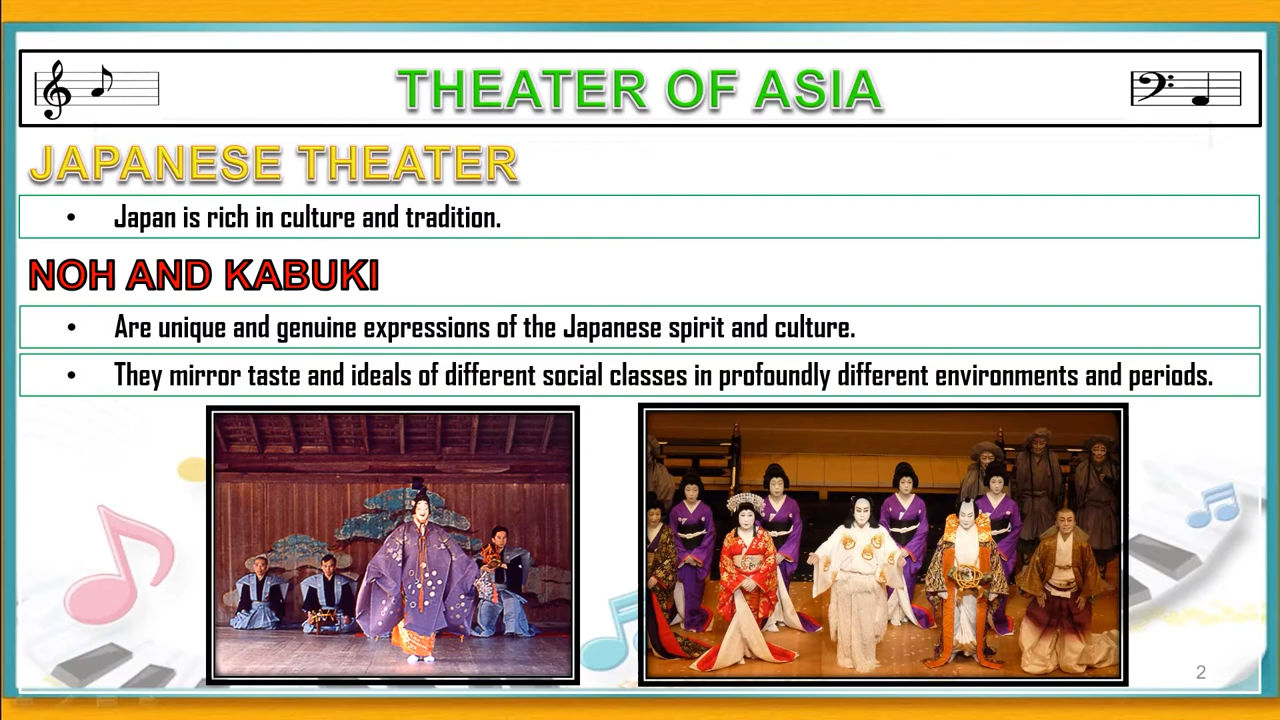 THEATER OF ASIA
JAPANESE THEATER
• Japan is rich in culture and tradition.
NOH AND KABUKI
• Are unique and genuine expressions of the Japanese spirit and culture.
• They mirror taste and ideals of different social classes in profoundly different environments and periods.
2